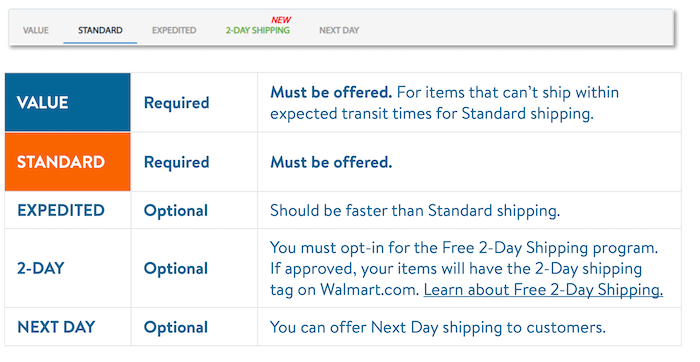 NEW
VALUE STANDARD EXPEDITED 2-DAY SHIPPING NEXT DAY
VALUE Required Must be offered. For items that can’t ship within
expected transit times for Standard shipping.
STANDARD Required Must be offered.
EXPEDITED Optional Should be faster than Standard shipping.
2-DAY Optional You must opt-in for the Free 2-Day Shipping program.
If approved, your items will have the 2-Day shipping
tag on Walmart.com. Learn about Free 2-Day Shipping.
NEXT DAY Optional You can offer Next Day shipping to customers.